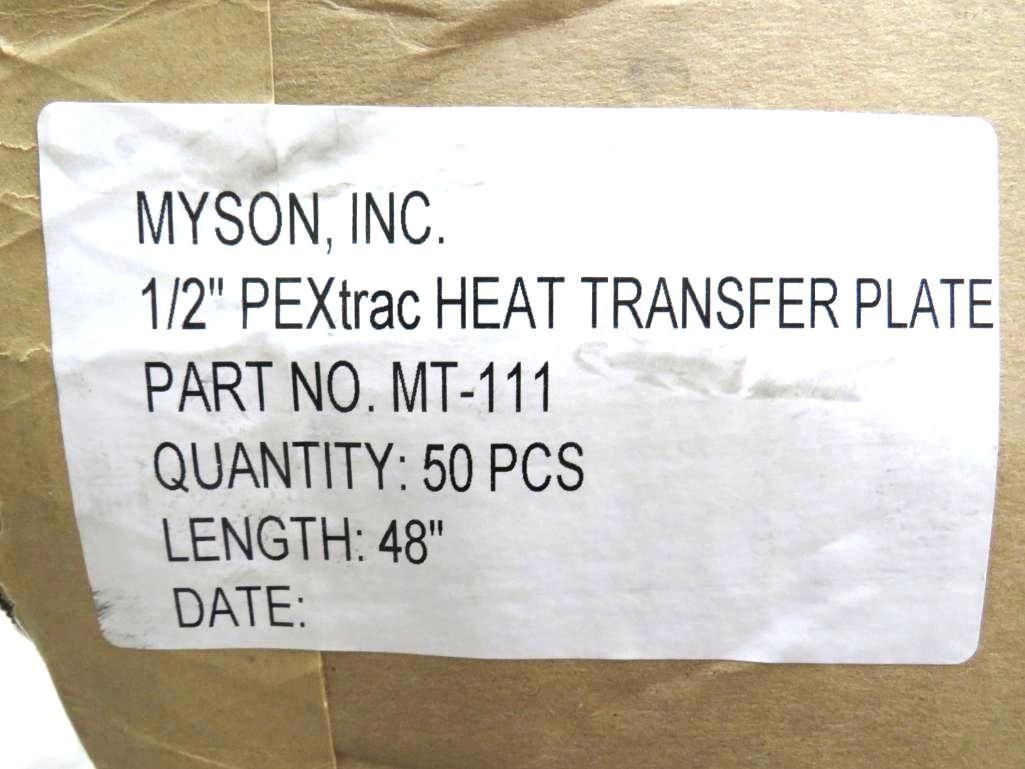 MYSON, INC.
1/2" PEXtrac HEAT TRANSFER PLATE
PART NO. MT-111
QUANTITY: 50 PCS
LENGTH: 48"
DATE: